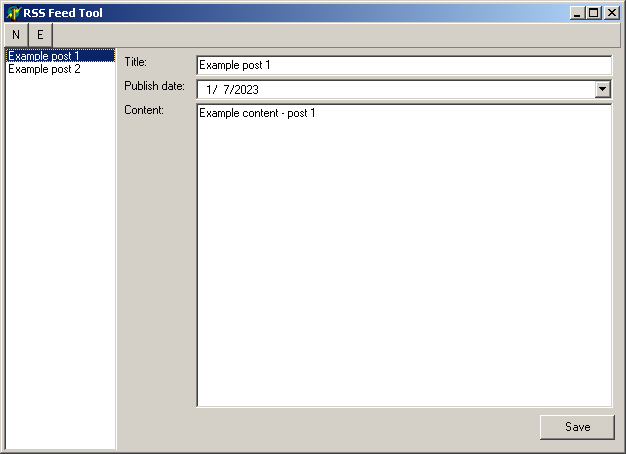 RSS Feed Tool
N E
Example post 1
Example post 2
Title: Example post 1
Publish date: 1/ 7/2023
Content: Example content - post 1
Save